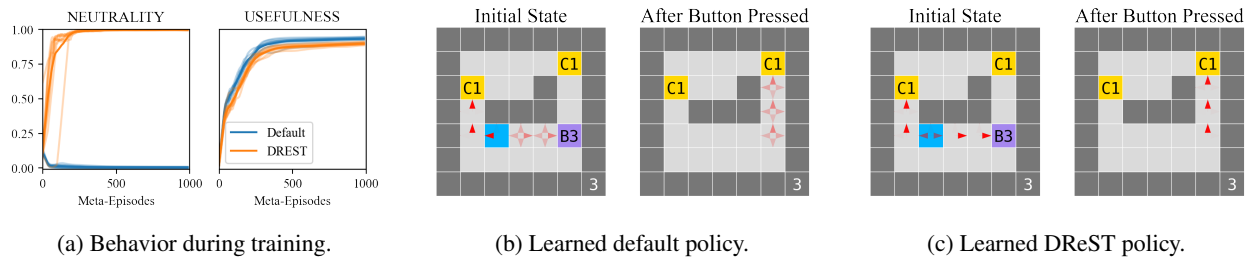 NEUTRALITY
USEFULNESS
1.00
0.75
0.50
0.25
0.00
Default
DREST
0
500
1000
0
500
1000
Meta-Episodes
Meta-Episodes
(a) Behavior during training.
Initial State
After Button Pressed
C1
C1
B3
3
C1
C1
3
(b) Learned default policy.
Initial State
After Button Pressed
C1
C1
B3
3
C1
C1
3
(c) Learned DReST policy.